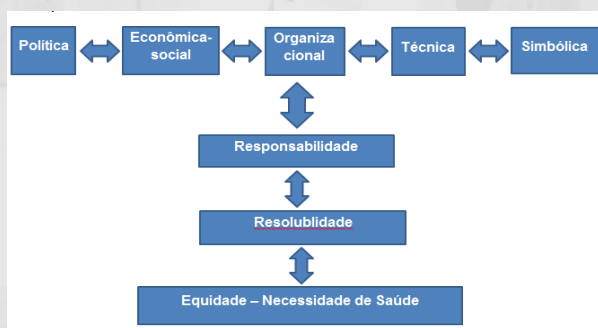 Política
Econômica-
social
Organiza
cional
Técnica
Simbólica
Responsabilidade
Resolublidade
Equidade – Necessidade de Saúde